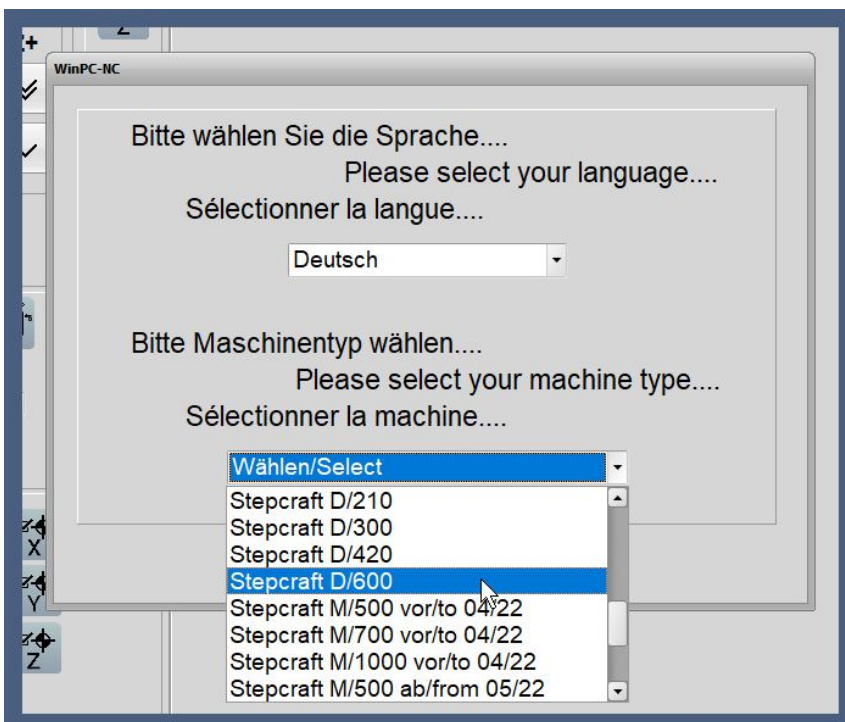 Z
Z+
WinPC-NC
Bitte wählen Sie die Sprache....
Please select your language....
Sélectionner la langue....
Deutsch
Bitte Maschinentyp wählen....
Please select your machine type....
Sélectionner la machine....
Wählen/Select
Stepcraft D/210
Stepcraft D/300
Stepcraft D/420
Stepcraft D/600
Stepcraft M/500 vor/to 04/22
Stepcraft M/700 vor/to 04/22
Stepcraft M/1000 vor/to 04/22
Stepcraft M/500 ab/from 05/22
X
Y
Z